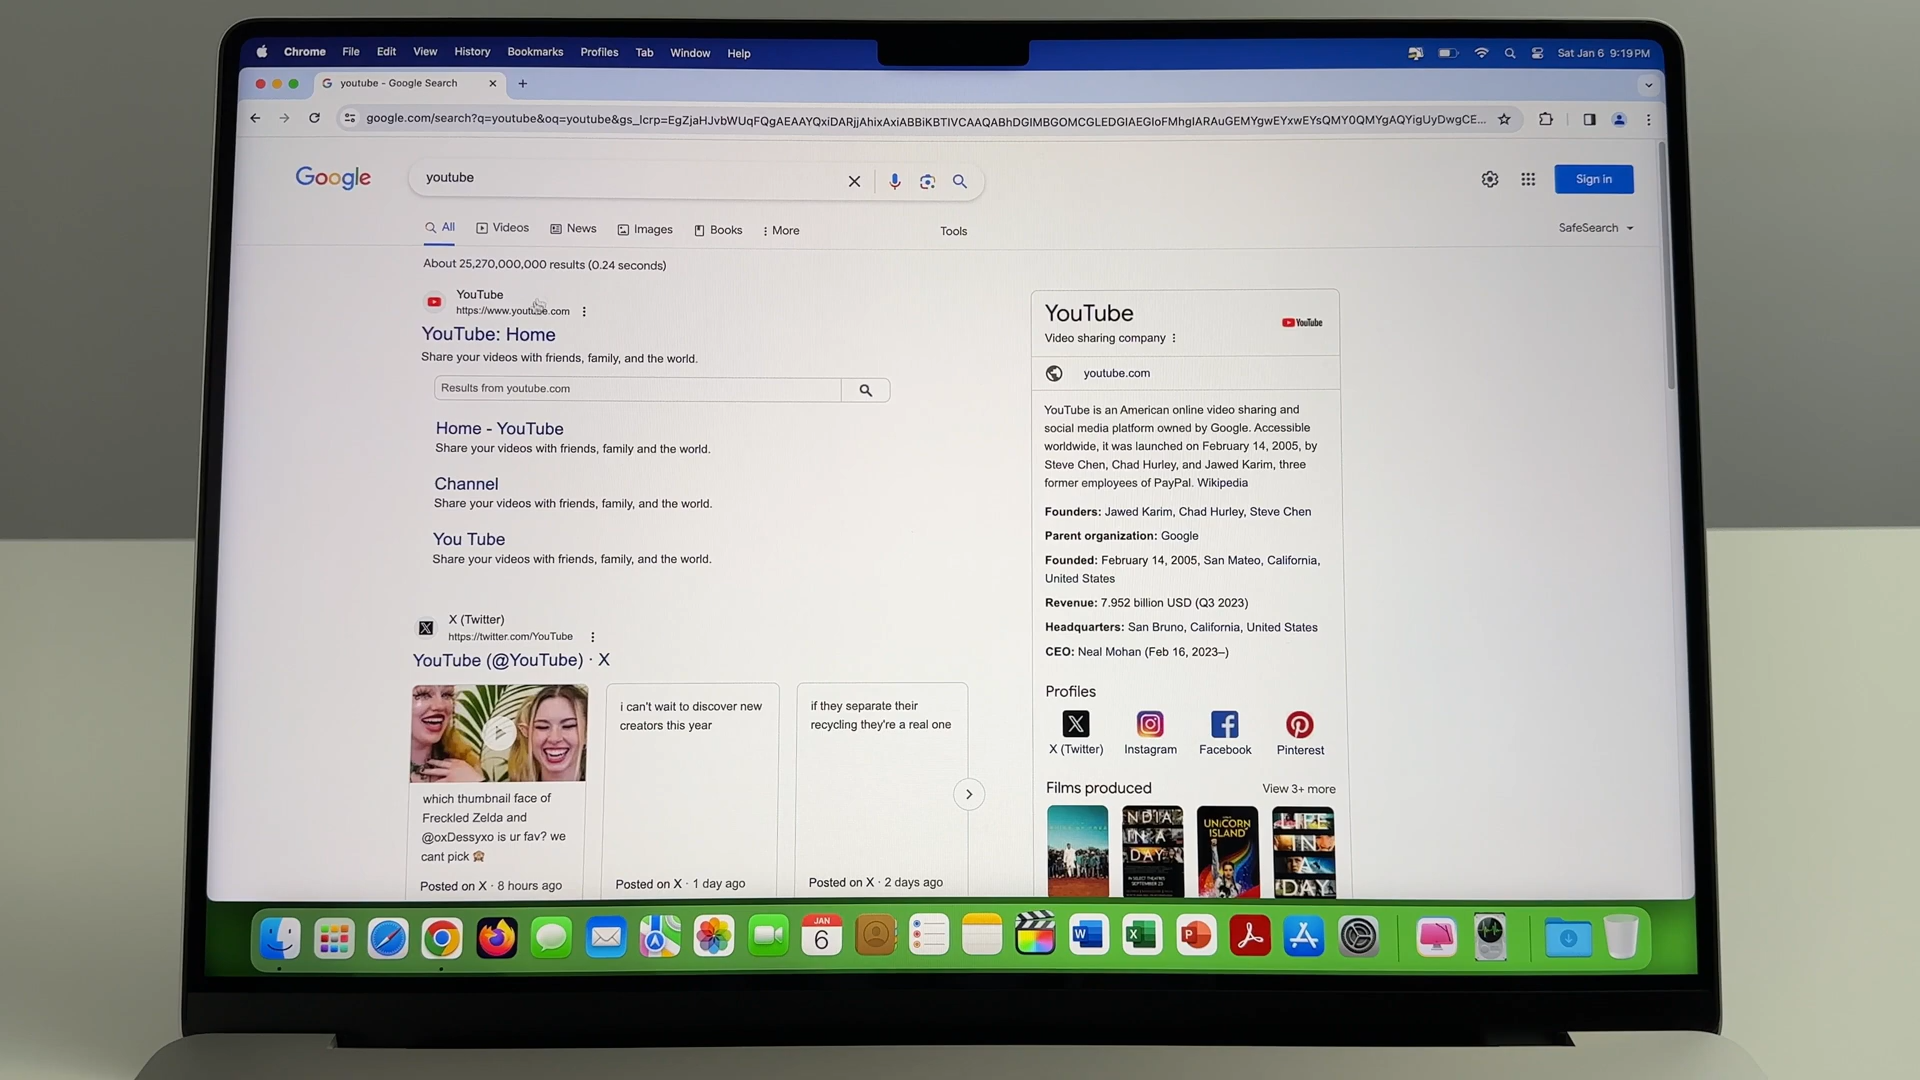 Chrome File Edit View History Bookmarks Profiles Tab Window Help
Sat Jan 6 9:19 PM
youtube - Google Search
Google
youtube
Sign in
All Videos News Images Books More Tools
SafeSearch
About 25,270,000,000 results (0.24 seconds)
YouTube
https://www.youtube.com
YouTube: Home
Share your videos with friends, family, and the world.
Results from youtube.com
Home - YouTube
Share your videos with friends, family and the world.
Channel
Share your videos with friends, family, and the world.
You Tube
Share your videos with friends, family, and the world.
X (Twitter)
https://twitter.com/YouTube
YouTube (@YouTube) · X
which thumbnail face of
Freckled Zelda and
@oxDessyxo is ur fav? we
cant pick 🙈
Posted on X · 8 hours ago
i can't wait to discover new
creators this year
Posted on X · 1 day ago
if they separate their
recycling they're a real one
Posted on X · 2 days ago
YouTube
Video sharing company
YouTube
youtube.com
YouTube is an American online video sharing and
social media platform owned by Google. Accessible
worldwide, it was launched on February 14, 2005, by
Steve Chen, Chad Hurley, and Jawed Karim, three
former employees of PayPal. Wikipedia
Founders: Jawed Karim, Chad Hurley, Steve Chen
Parent organization: Google
Founded: February 14, 2005, San Mateo, California,
United States
Revenue: 7.952 billion USD (Q3 2023)
Headquarters: San Bruno, California, United States
CEO: Neal Mohan (Feb 16, 2023–)
Profiles
X (Twitter) Instagram Facebook Pinterest
Films produced
View 3+ more
INDIA
IN A
DAY
UNICORN
ISLAND
LIFE
IN
A
DAY
JAN
6
W
X
P